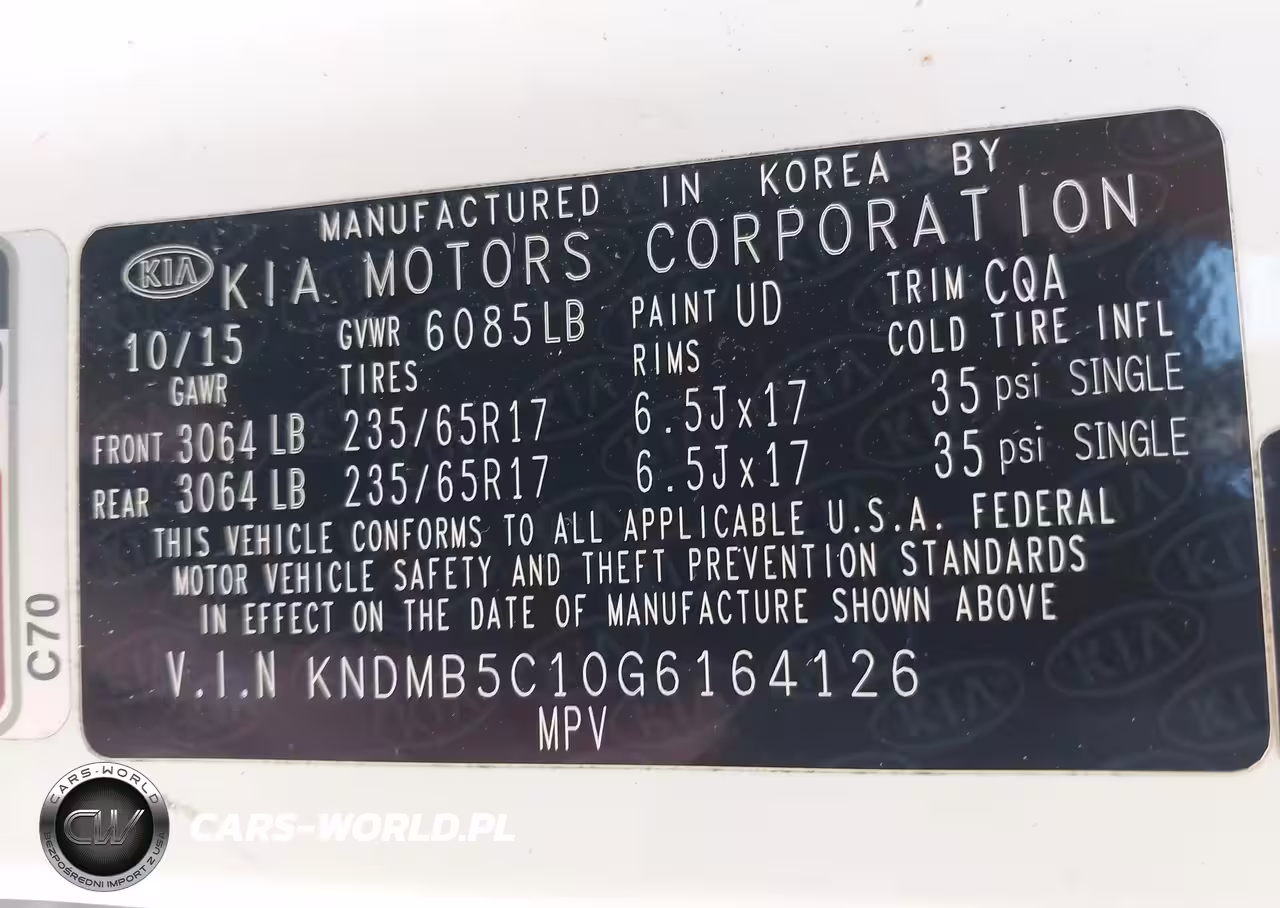 MANUFACTURED IN KOREA BY
KIA KIA MOTORS CORPORATION
10/15 GVWR 6085LB PAINT UD TRIM CQA
GAWR TIRES RIMS COLD TIRE INFL
FRONT 3064 LB 235/65R17 6.5Jx17 35 psi SINGLE
REAR 3064 LB 235/65R17 6.5Jx17 35 psi SINGLE
THIS VEHICLE CONFORMS TO ALL APPLICABLE U.S.A. FEDERAL
MOTOR VEHICLE SAFETY AND THEFT PREVENTION STANDARDS
IN EFFECT ON THE DATE OF MANUFACTURE SHOWN ABOVE
V.I.N KNDMB5C10G6164126
MPV
C70
CARS-WORLD
CW
BEZPOŚREDNI IMPORT Z USA
CARS-WORLD.PL